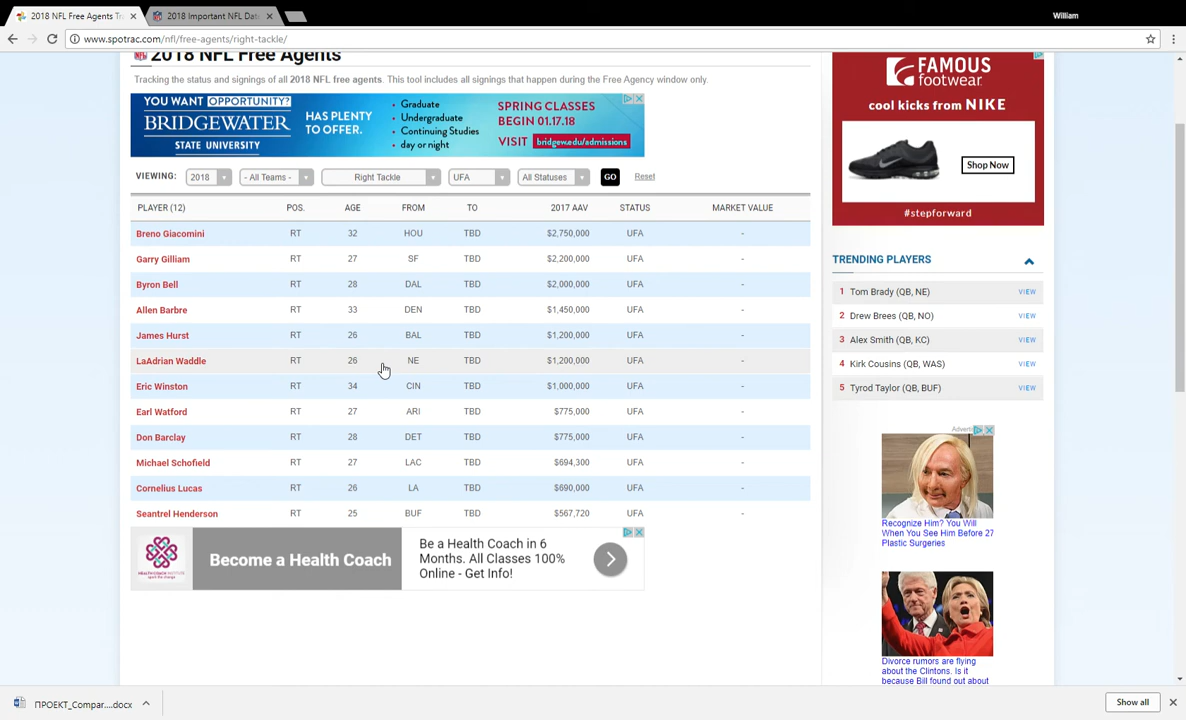 2018 NFL Free Agents Tr
2018 Important NFL Dat
William
www.spotrac.com/nfl/free-agents/right-tackle/
2018 NFL Free Agents
Tracking the status and signings of all 2018 NFL free agents. This tool includes all signings that happen during the Free Agency window only.
YOU WANT OPPORTUNITY?
BRIDGEWATER
STATE UNIVERSITY
HAS PLENTY
TO OFFER.
• Graduate
• Undergraduate
• Continuing Studies
• day or night
SPRING CLASSES
BEGIN 01.17.18
VISIT bridgew.edu/admissions
VIEWING: 2018 - All Teams - Right Tackle UFA All Statuses GO Reset
PLAYER (12) POS. AGE FROM TO 2017 AAV STATUS MARKET VALUE
Breno Giacomini RT 32 HOU TBD $2,750,000 UFA -
Garry Gilliam RT 27 SF TBD $2,200,000 UFA -
Byron Bell RT 28 DAL TBD $2,000,000 UFA -
Allen Barbre RT 33 DEN TBD $1,450,000 UFA -
James Hurst RT 26 BAL TBD $1,200,000 UFA -
LaAdrian Waddle RT 26 NE TBD $1,200,000 UFA -
Eric Winston RT 34 CIN TBD $1,000,000 UFA -
Earl Watford RT 27 ARI TBD $775,000 UFA -
Don Barclay RT 28 DET TBD $775,000 UFA -
Michael Schofield RT 27 LAC TBD $694,300 UFA -
Cornelius Lucas RT 26 LA TBD $690,000 UFA -
Seantrel Henderson RT 25 BUF TBD $567,720 UFA -
Become a Health Coach
Be a Health Coach in 6
Months. All Classes 100%
Online - Get Info!
FAMOUS
footwear.
cool kicks from NIKE
Shop Now
#stepforward
TRENDING PLAYERS
1 Tom Brady (QB, NE) VIEW
2 Drew Brees (QB, NO) VIEW
3 Alex Smith (QB, KC) VIEW
4 Kirk Cousins (QB, WAS) VIEW
5 Tyrod Taylor (QB, BUF) VIEW
Adverti
Recognize Him? You Will
When You See Him Before 27
Plastic Surgeries
Divorce rumors are flying
about the Clintons. Is it
because Bill found out about
ПРОЕКТ_Compar....docx
Show all